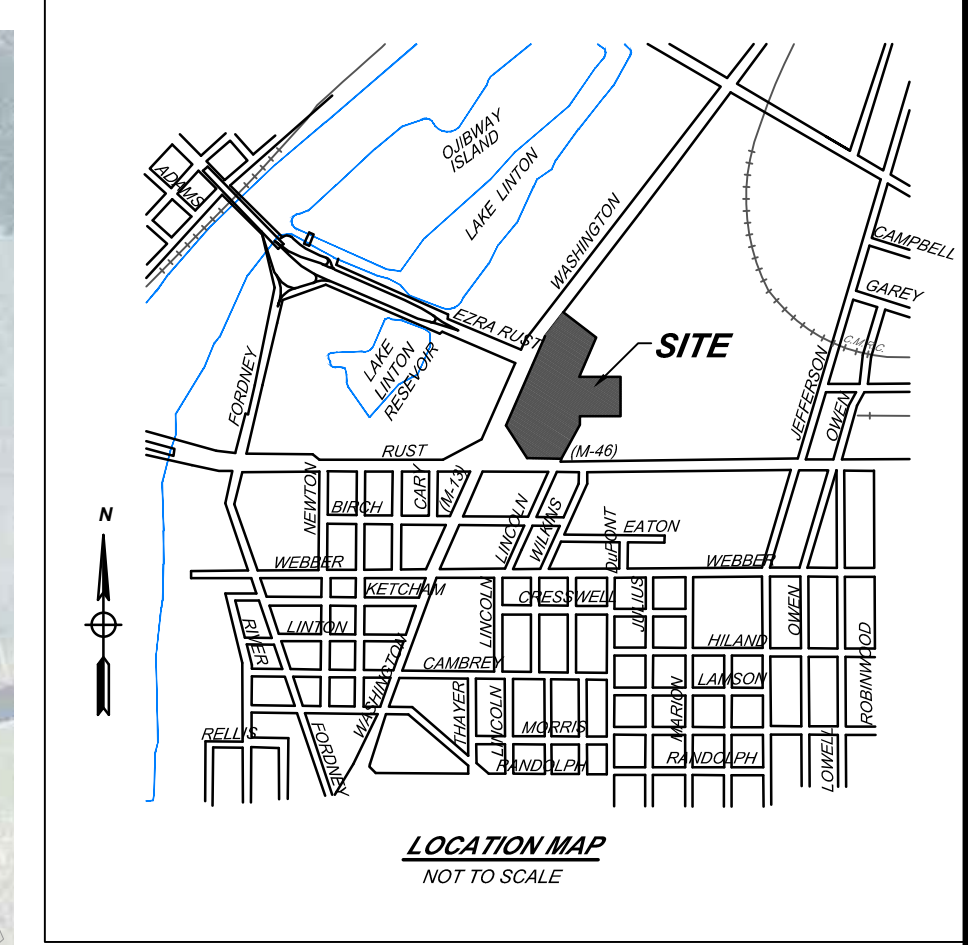 OJIBWAY
ISLAND
LAKE LINTON
ADAMS
WASHINGTON
CAMPBELL
GAREY
EZRA RUST
SITE
C.M.R.C.
LAKE
LINTON
RESEVOIR
FORDNEY
JEFFERSON
OWEN
RUST
(M-46)
NEWTON
CARY
(M-13)
BIRCH
LINCOLN
WILKINS
DuPONT
EATON
N
WEBBER
WEBBER
KETCHAM
LINCOLN
CRESSWELL
JULIUS
OWEN
RIVER
LINTON
HILAND
ROBINWOOD
WASHINGTON
CAMBREY
LAMSON
MARION
THAYER
LINCOLN
MORRIS
RELLIS
FORDNEY
RANDOLPH
RANDOLPH
LOWELL
LOCATION MAP
NOT TO SCALE